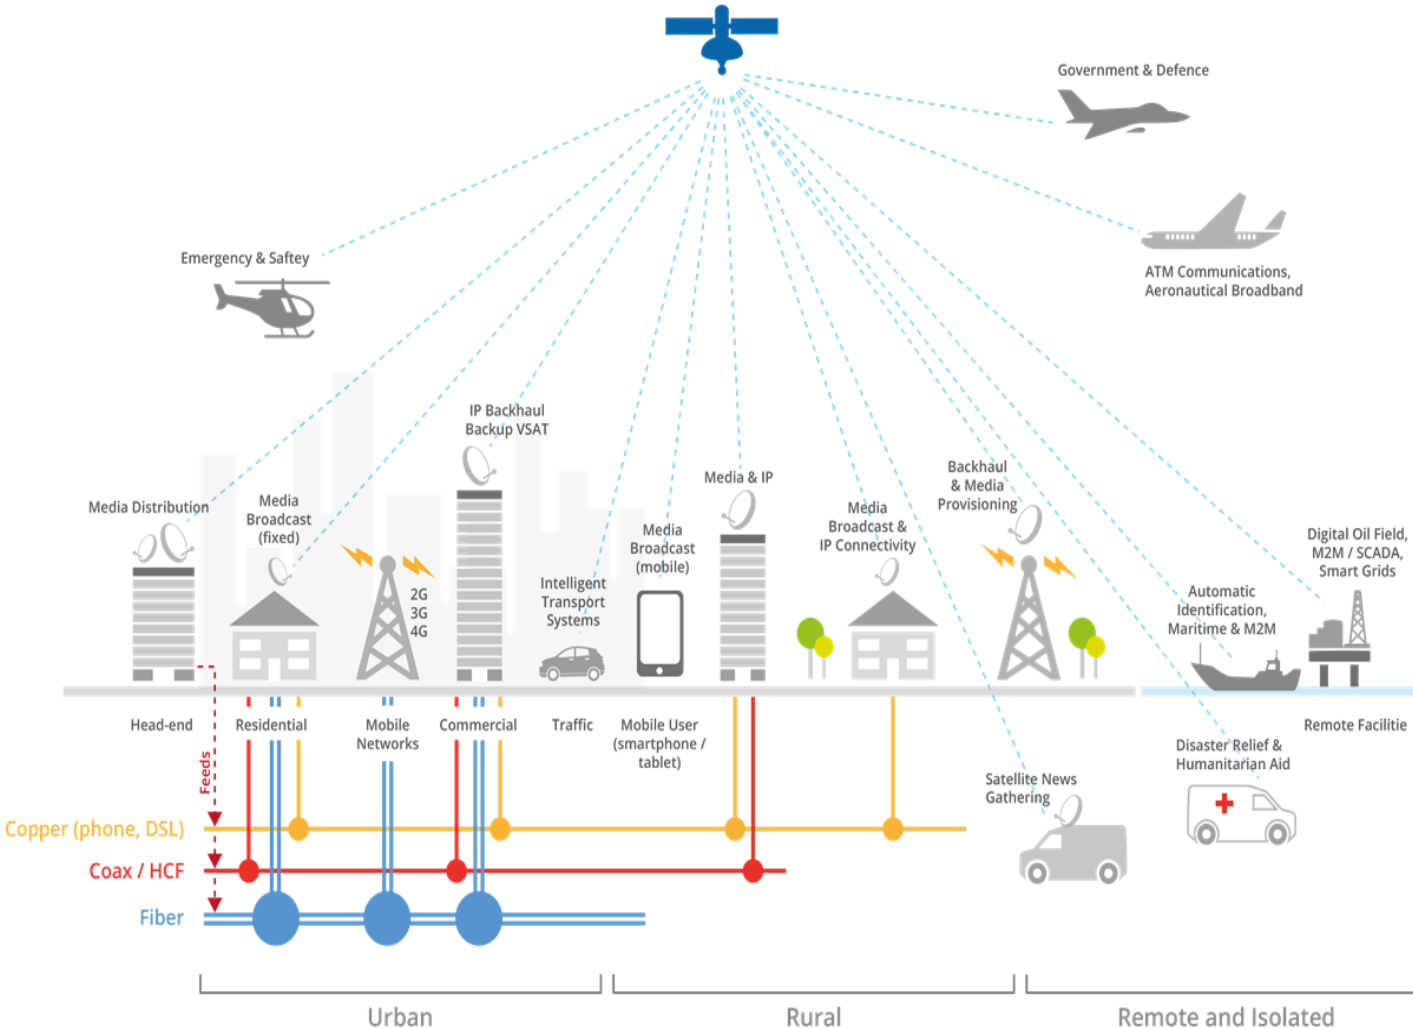 Government & Defence
ATM Communications,
Aeronautical Broadband
Emergency & Saftey
IP Backhaul
Backup VSAT
Media Distribution
Media
Broadcast
(fixed)
2G
3G
4G
Intelligent
Transport
Systems
Media
Broadcast
(mobile)
Media & IP
Media
Broadcast &
IP Connectivity
Backhaul
& Media
Provisioning
Automatic
Identification,
Maritime & M2M
Digital Oil Field,
M2M / SCADA,
Smart Grids
Head-end
Residential
Mobile
Networks
Commercial
Traffic
Mobile User
(smartphone /
tablet)
Remote Facilitie
Disaster Relief &
Humanitarian Aid
Satellite News
Gathering
Feeds
Copper (phone, DSL)
Coax / HCF
Fiber
Urban
Rural
Remote and Isolated